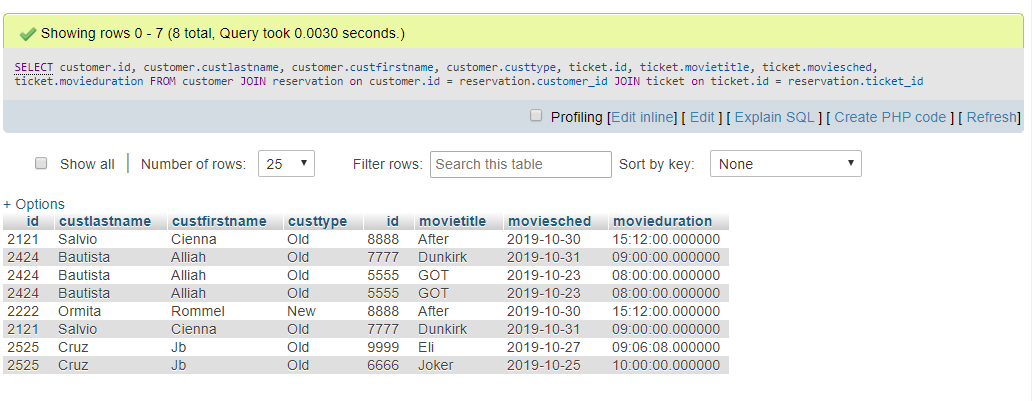 Showing rows 0 - 7 (8 total, Query took 0.0030 seconds.)
SELECT customer.id, customer.custlastname, customer.custfirstname, customer.custtype, ticket.id, ticket.movietitle, ticket.moviesched,
ticket.movieduration FROM customer JOIN reservation on customer.id = reservation.customer_id JOIN ticket on ticket.id = reservation.ticket_id
Profiling [Edit inline] [ Edit ] [ Explain SQL ] [ Create PHP code ] [ Refresh]
Show all | Number of rows: 25 Filter rows: Search this table Sort by key: None
+ Options
id custlastname custfirstname custtype id movietitle moviesched movieduration
2121 Salvio Cienna Old 8888 After 2019-10-30 15:12:00.000000
2424 Bautista Alliah Old 7777 Dunkirk 2019-10-31 09:00:00.000000
2424 Bautista Alliah Old 5555 GOT 2019-10-23 08:00:00.000000
2424 Bautista Alliah Old 5555 GOT 2019-10-23 08:00:00.000000
2222 Ormita Rommel New 8888 After 2019-10-30 15:12:00.000000
2121 Salvio Cienna Old 7777 Dunkirk 2019-10-31 09:00:00.000000
2525 Cruz Jb Old 9999 Eli 2019-10-27 09:06:08.000000
2525 Cruz Jb Old 6666 Joker 2019-10-25 10:00:00.000000